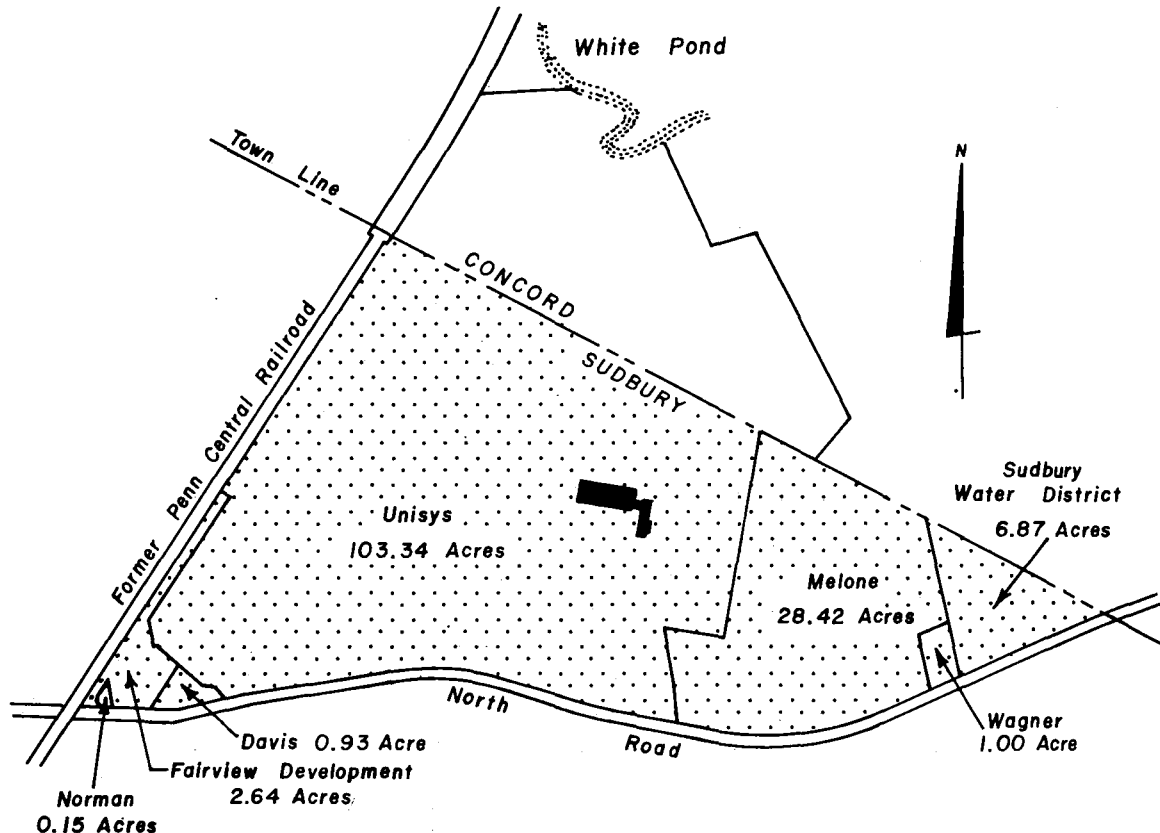 White Pond
Town Line
N
CONCORD
SUDBURY
Former Penn Central Railroad
Sudbury
Water District
6.87 Acres
Unisys
103.34 Acres
Melone
28.42 Acres
North Road
Wagner
1.00 Acre
Davis 0.93 Acre
Fairview Development
2.64 Acres
Norman
0.15 Acres